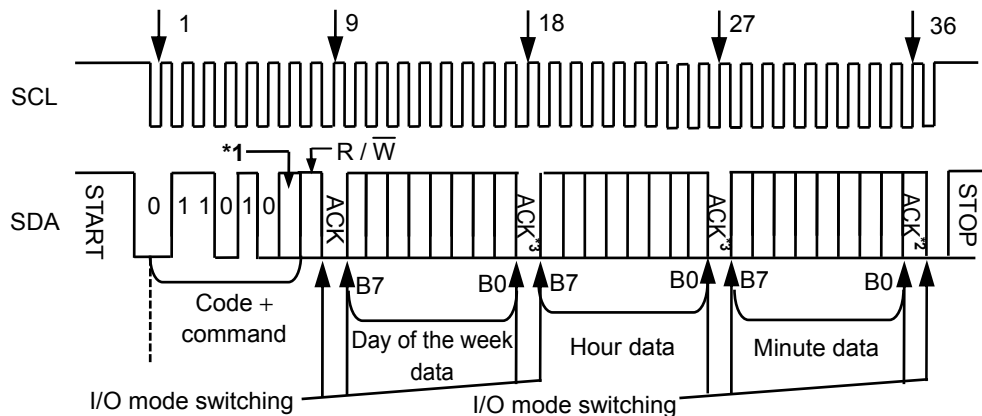 1 9 18 27 36
SCL
*1 R / W
SDA START 0 1 1 0 1 0 ACK ACK*3 ACK*3 ACK*2 STOP
B7 B0 B7 B0 B7 B0
Code +
command
Day of the week
data
Hour data
Minute data
I/O mode switching I/O mode switching